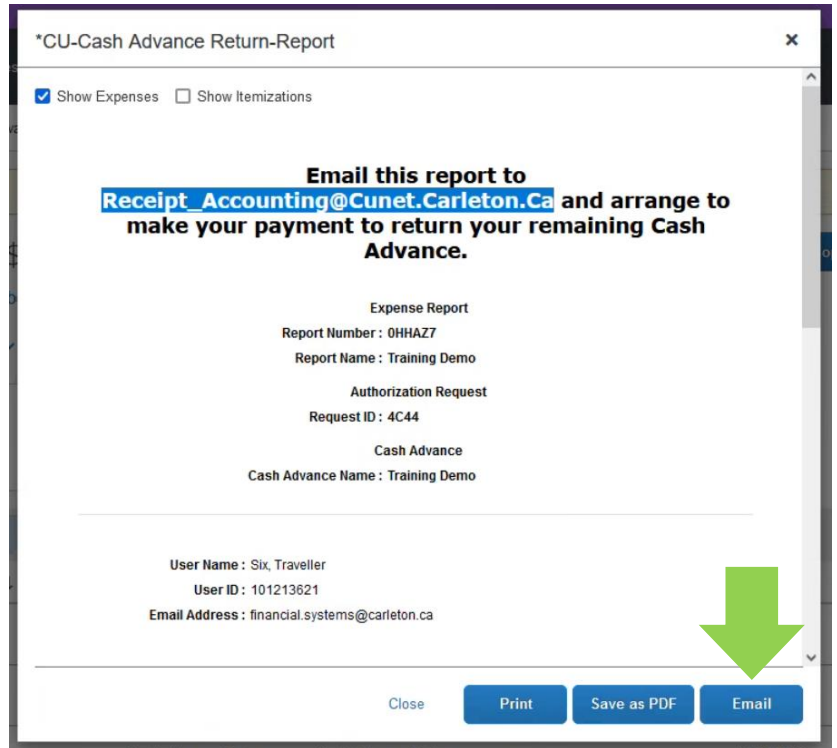 *CU-Cash Advance Return-Report
Show Expenses Show Itemizations
Email this report to
Receipt_Accounting@Cunet.Carleton.Ca and arrange to
make your payment to return your remaining Cash
Advance.
Expense Report
Report Number : 0HHAZ7
Report Name : Training Demo
Authorization Request
Request ID : 4C44
Cash Advance
Cash Advance Name : Training Demo
User Name : Six, Traveller
User ID : 101213621
Email Address : financial.systems@carleton.ca
Close Print Save as PDF Email